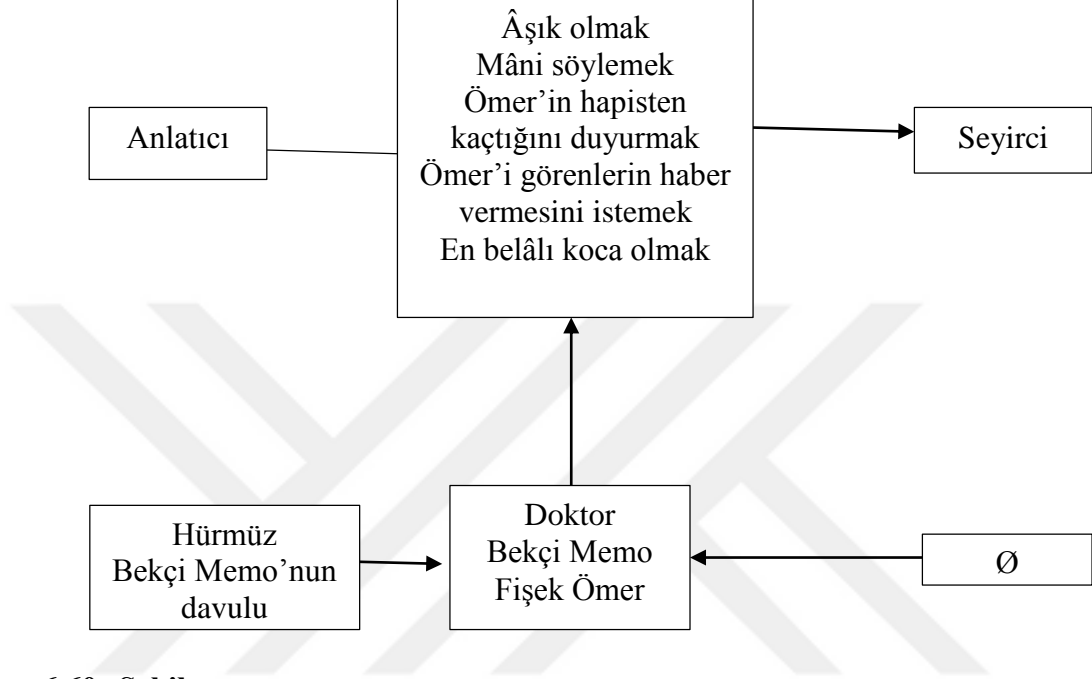 Âşık olmak
Mâni söylemek
Ömer’in hapisten
kaçtığını duyurmak
Ömer’i görenlerin haber
vermesini istemek
En belâlı koca olmak
Anlatıcı
Seyirci
Hürmüz
Bekçi Memo’nun
davulu
Doktor
Bekçi Memo
Fişek Ömer
Ø